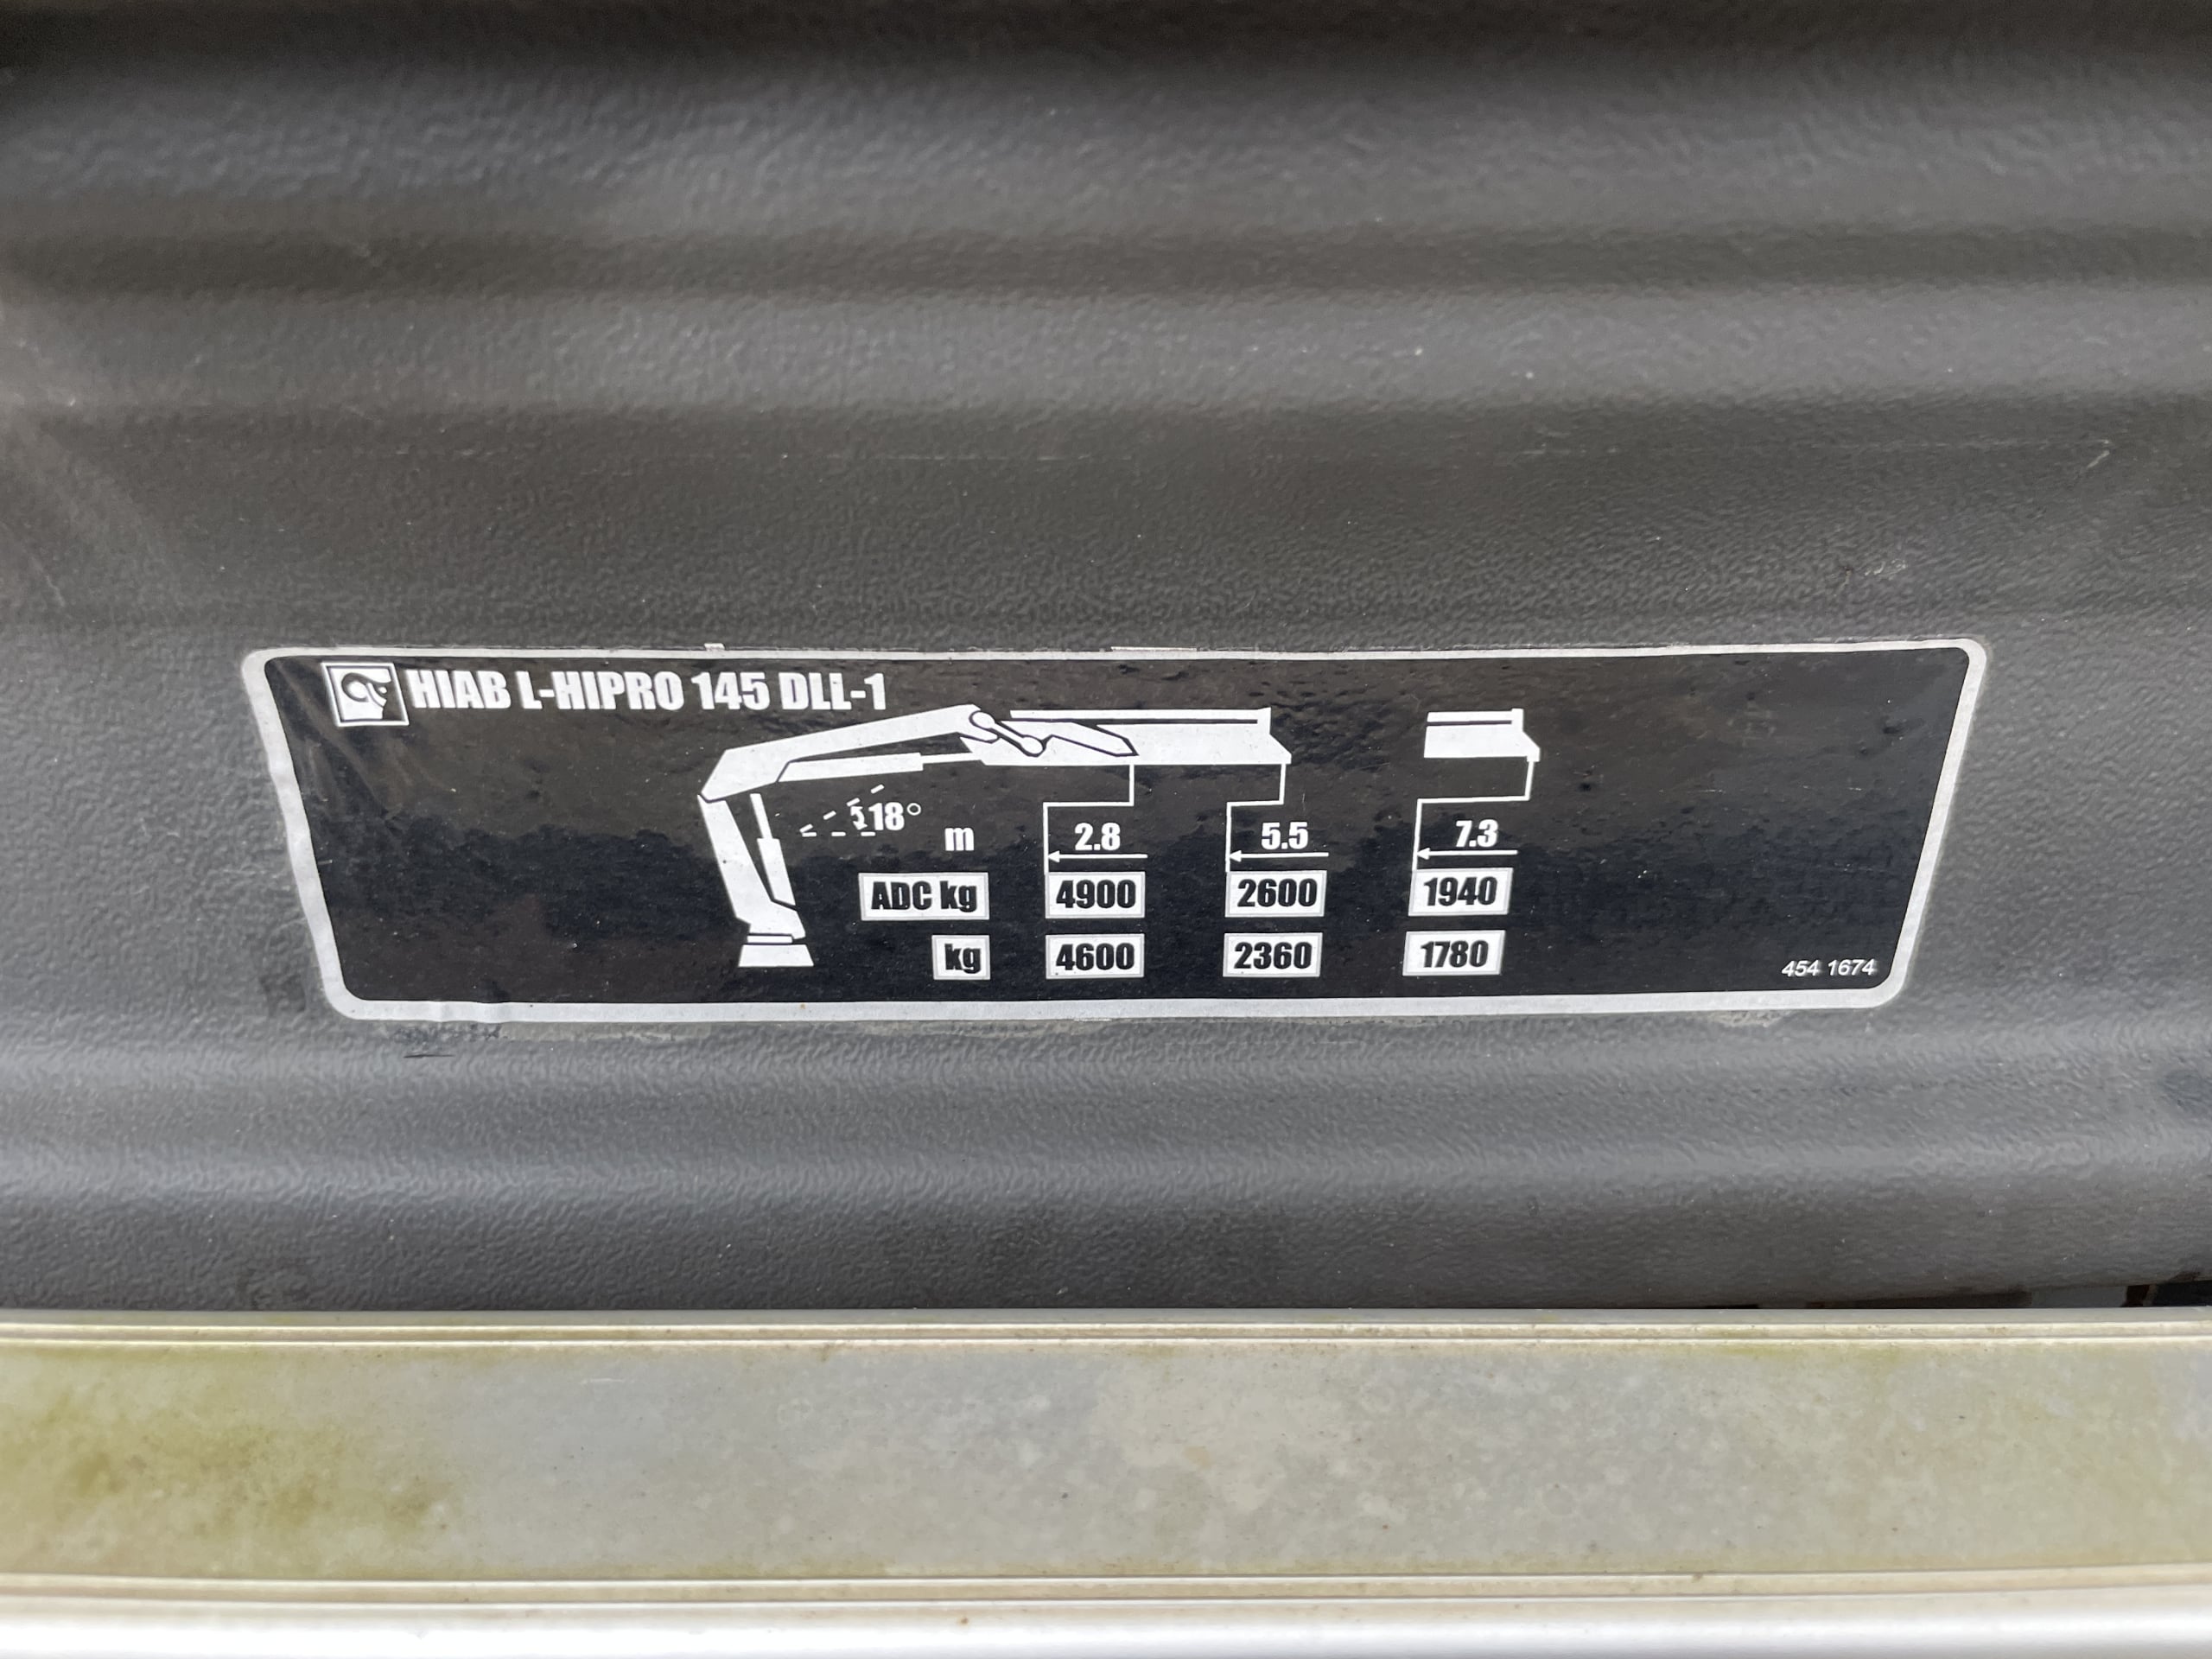 HIAB L-HIPRO 145 DLL-1
18°
m 2.8 5.5 7.3
ADC kg 4900 2600 1940
kg 4600 2360 1780
454 1674